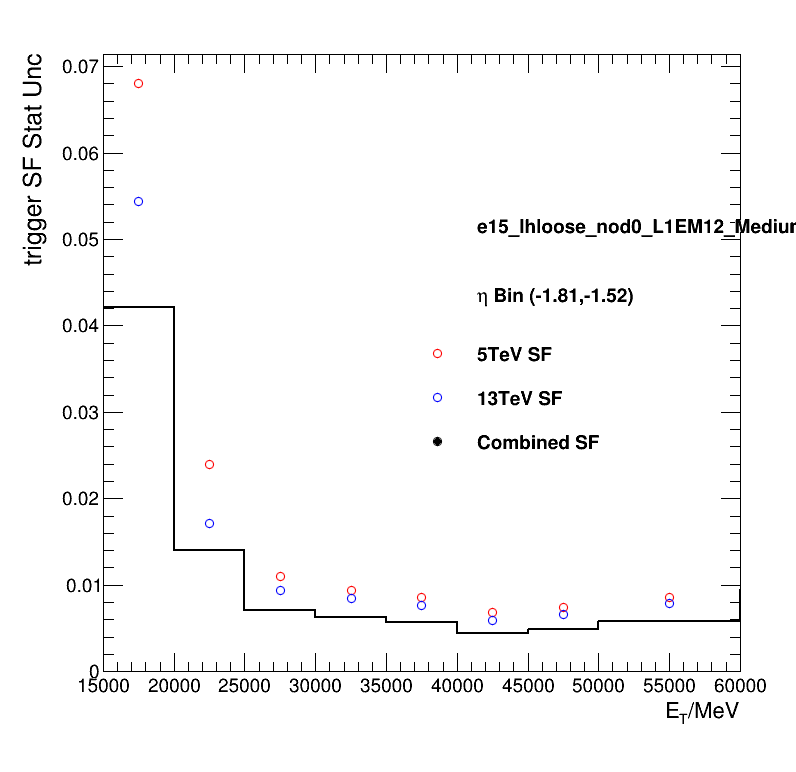 trigger SF Stat Unc
0.07
0.06
0.05
0.04
0.03
0.02
0.01
0
e15_lhloose_nod0_L1EM12_Mediur
η Bin (-1.81,-1.52)
5TeV SF
13TeV SF
Combined SF
15000 20000 25000 30000 35000 40000 45000 50000 55000 60000
E_T/MeV